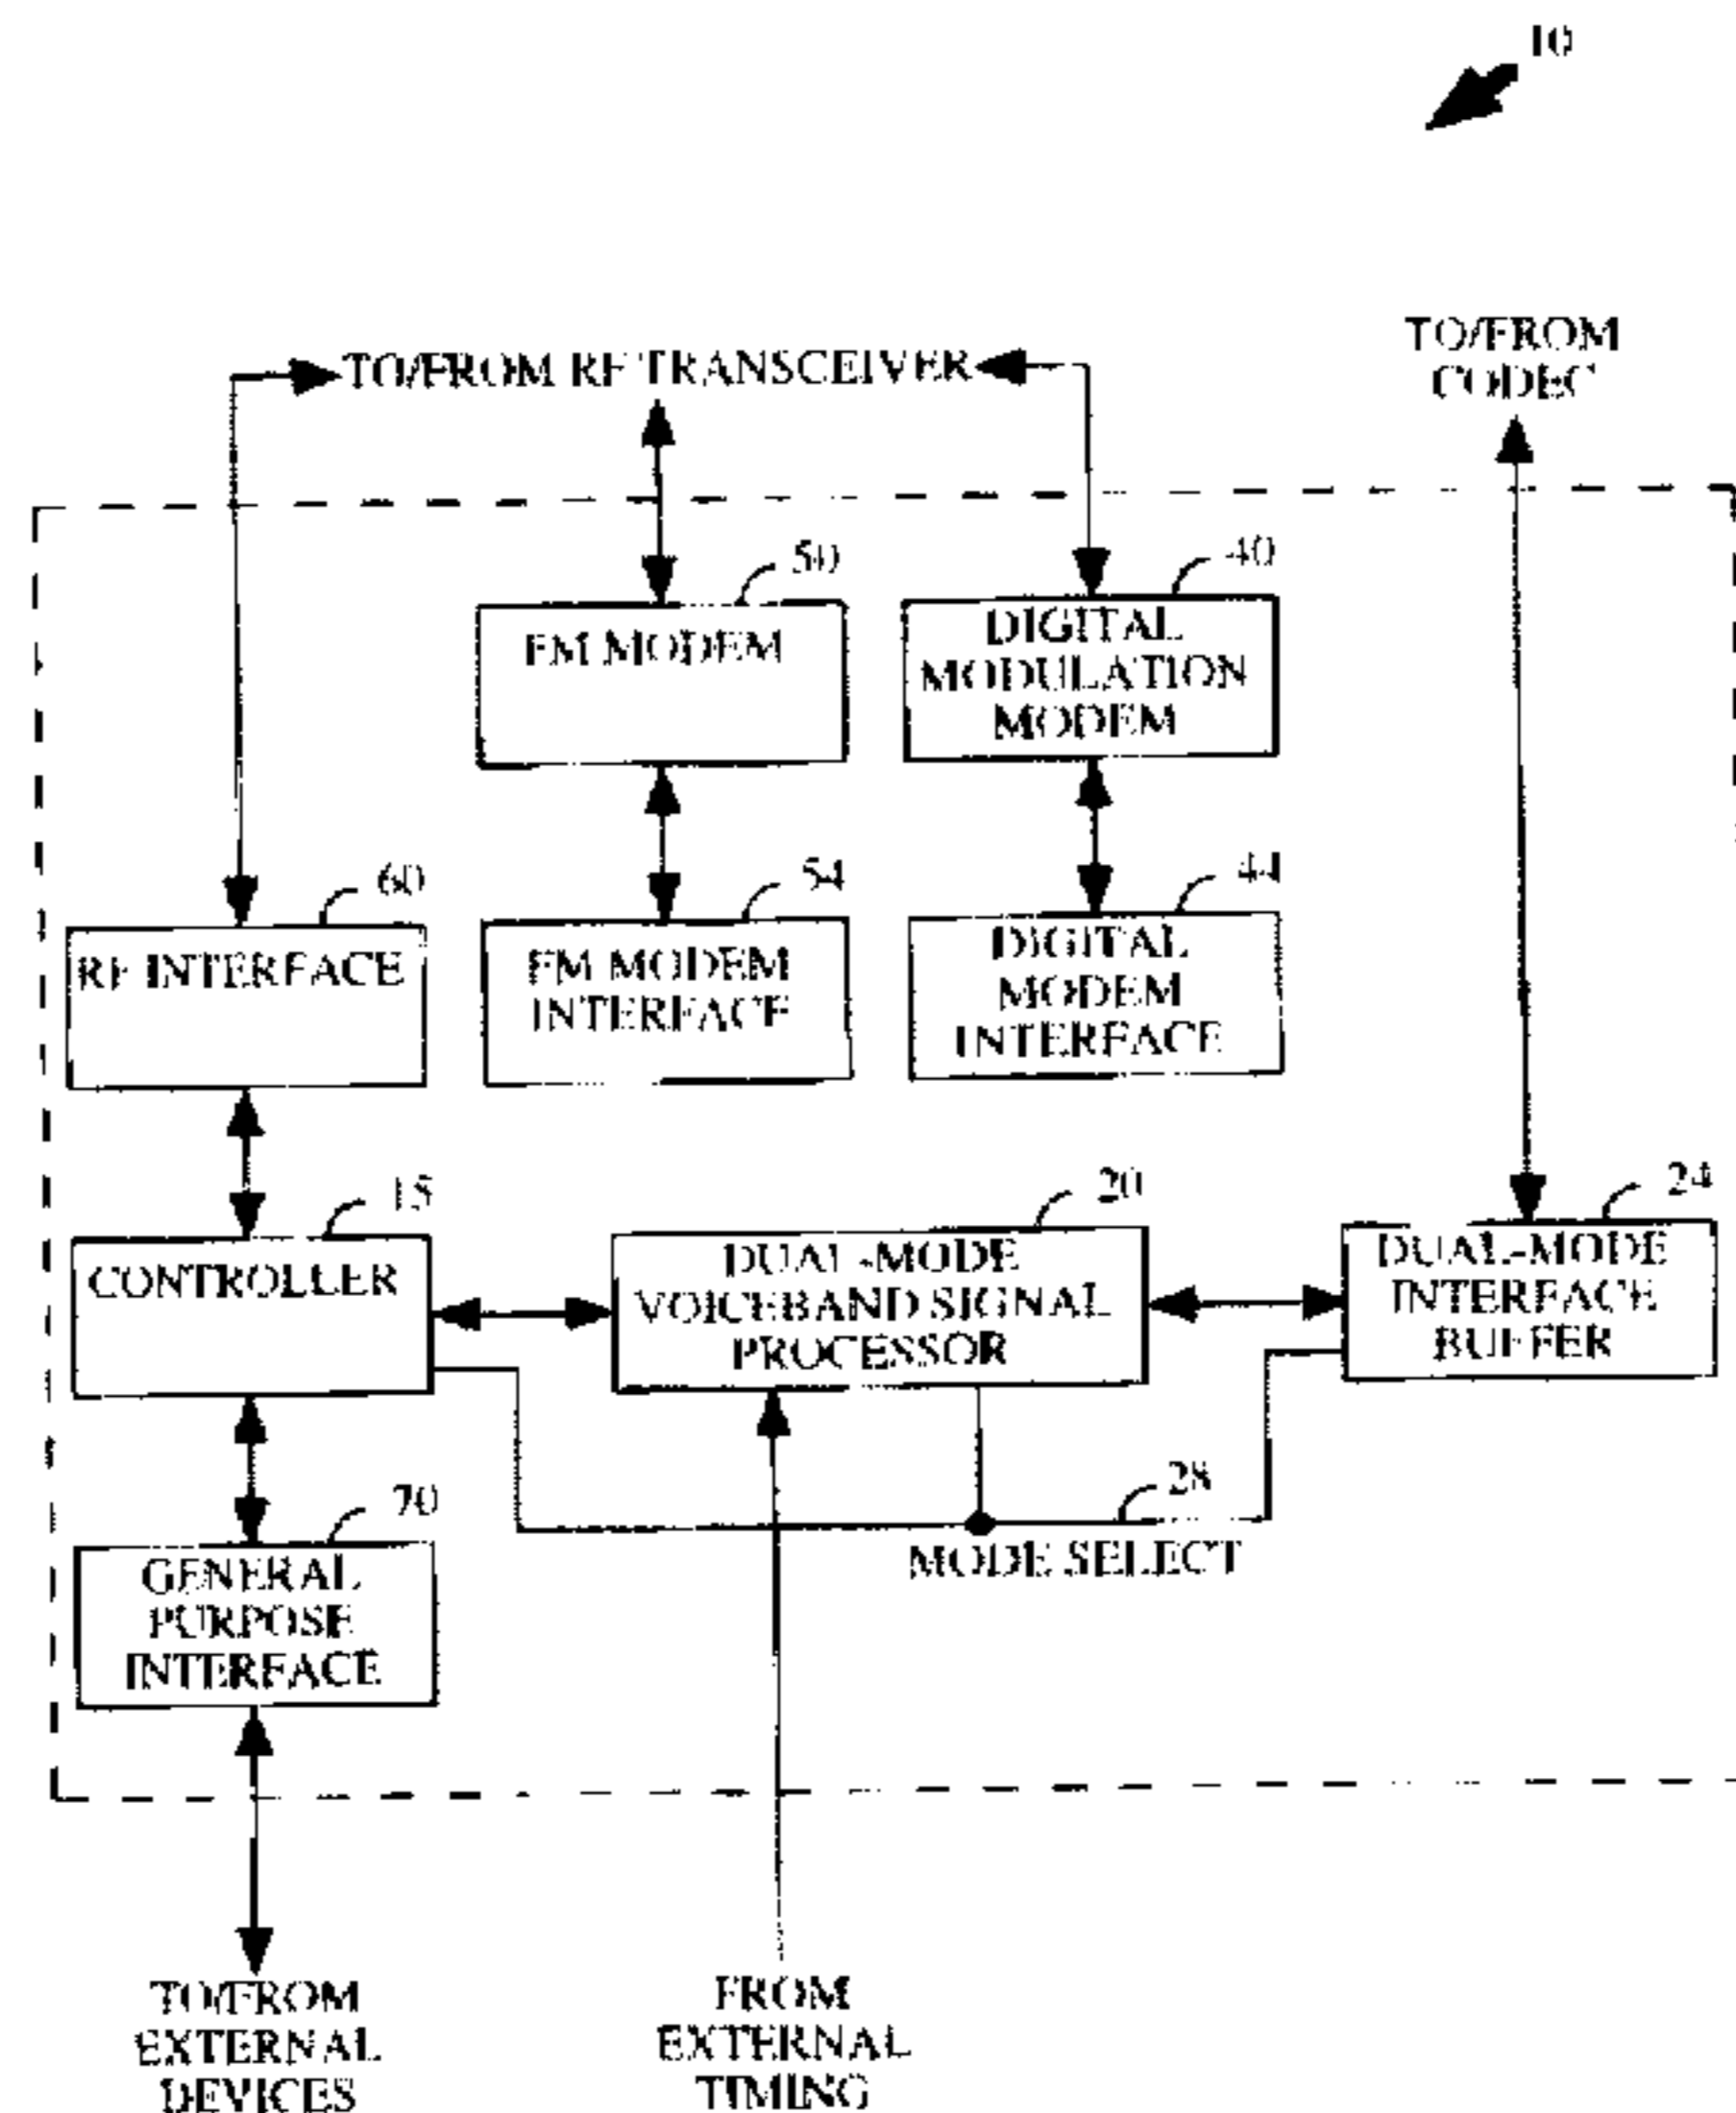 10
TO/FROM RF TRANSCEIVER
TO/FROM
CODEC
50
FM MODEM
40
DIGITAL
MODULATION
MODEM
60
RF INTERFACE
54
FM MODEM
INTERFACE
44
DIGITAL
MODEM
INTERFACE
15
CONTROLLER
20
DUAL-MODE
VOICEBAND SIGNAL
PROCESSOR
24
DUAL-MODE
INTERFACE
BUFFER
28
MODE SELECT
70
GENERAL
PURPOSE
INTERFACE
TO/FROM
EXTERNAL
DEVICES
FROM
EXTERNAL
TIMING